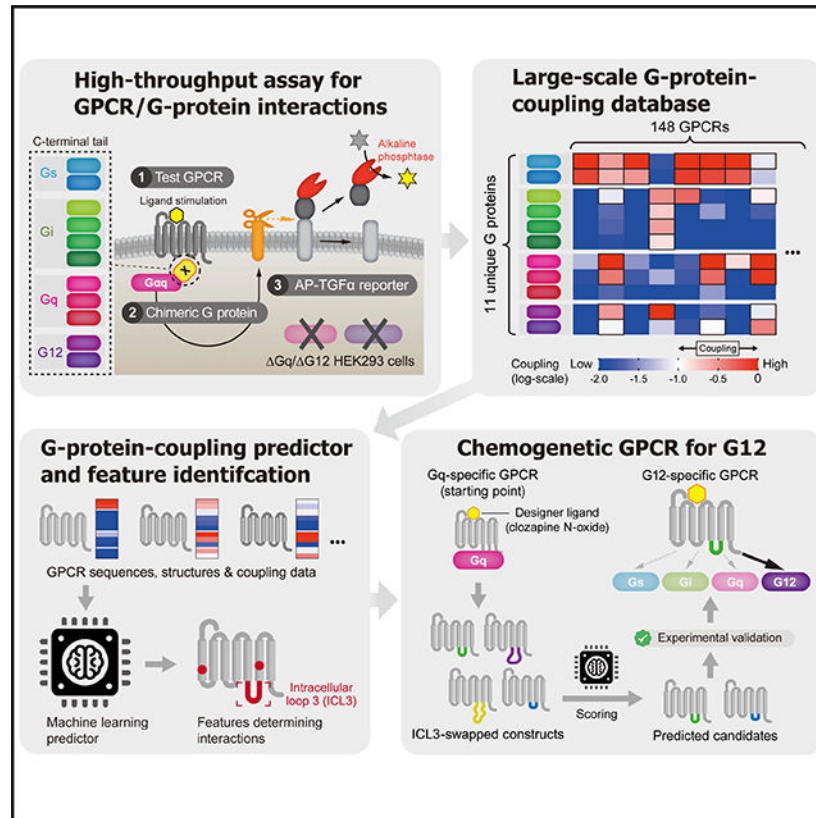 High-throughput assay for
GPCR/G-protein interactions
C-terminal tail
Gs
Gi
Gq
G12
1 Test GPCR
Ligand stimulation
Gαq
X
2 Chimeric G protein
3 AP-TGFα reporter
Alkaline
phosphtase
ΔGq/ΔG12 HEK293 cells
Large-scale G-protein-
coupling database
148 GPCRs
11 unique G proteins
...
Coupling
(log-scale)
Low
High
Coupling
-2.0 -1.5 -1.0 -0.5 0
G-protein-coupling predictor
and feature identifcation
...
GPCR sequences, structures & coupling data
Machine learning
predictor
Features determining
interactions
Intracellular
loop 3 (ICL3)
Chemogenetic GPCR for G12
Gq-specific GPCR
(starting point)
Designer ligand
(clozapine N-oxide)
Gq
ICL3-swapped constructs
Scoring
G12-specific GPCR
Gs Gi Gq G12
Experimental validation
Predicted candidates